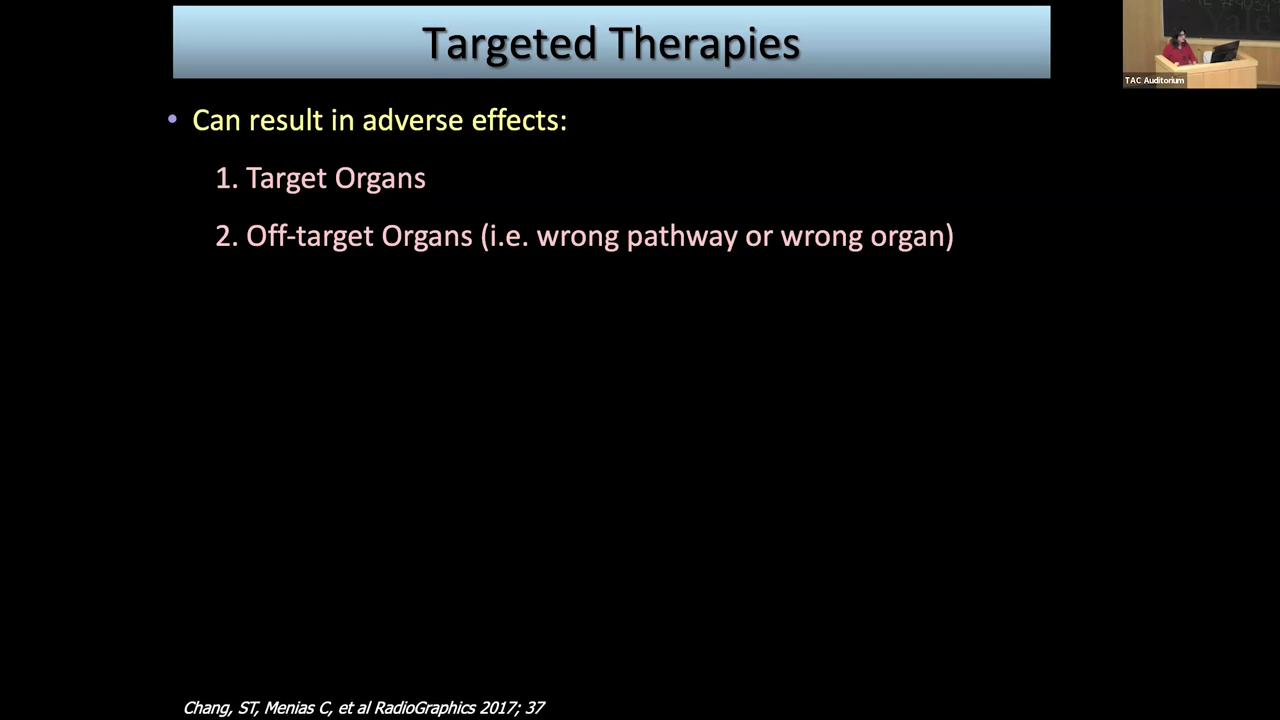 Targeted Therapies
TAC Auditorium
• Can result in adverse effects:
1. Target Organs
2. Off-target Organs (i.e. wrong pathway or wrong organ)
Chang, ST, Menias C, et al RadioGraphics 2017; 37